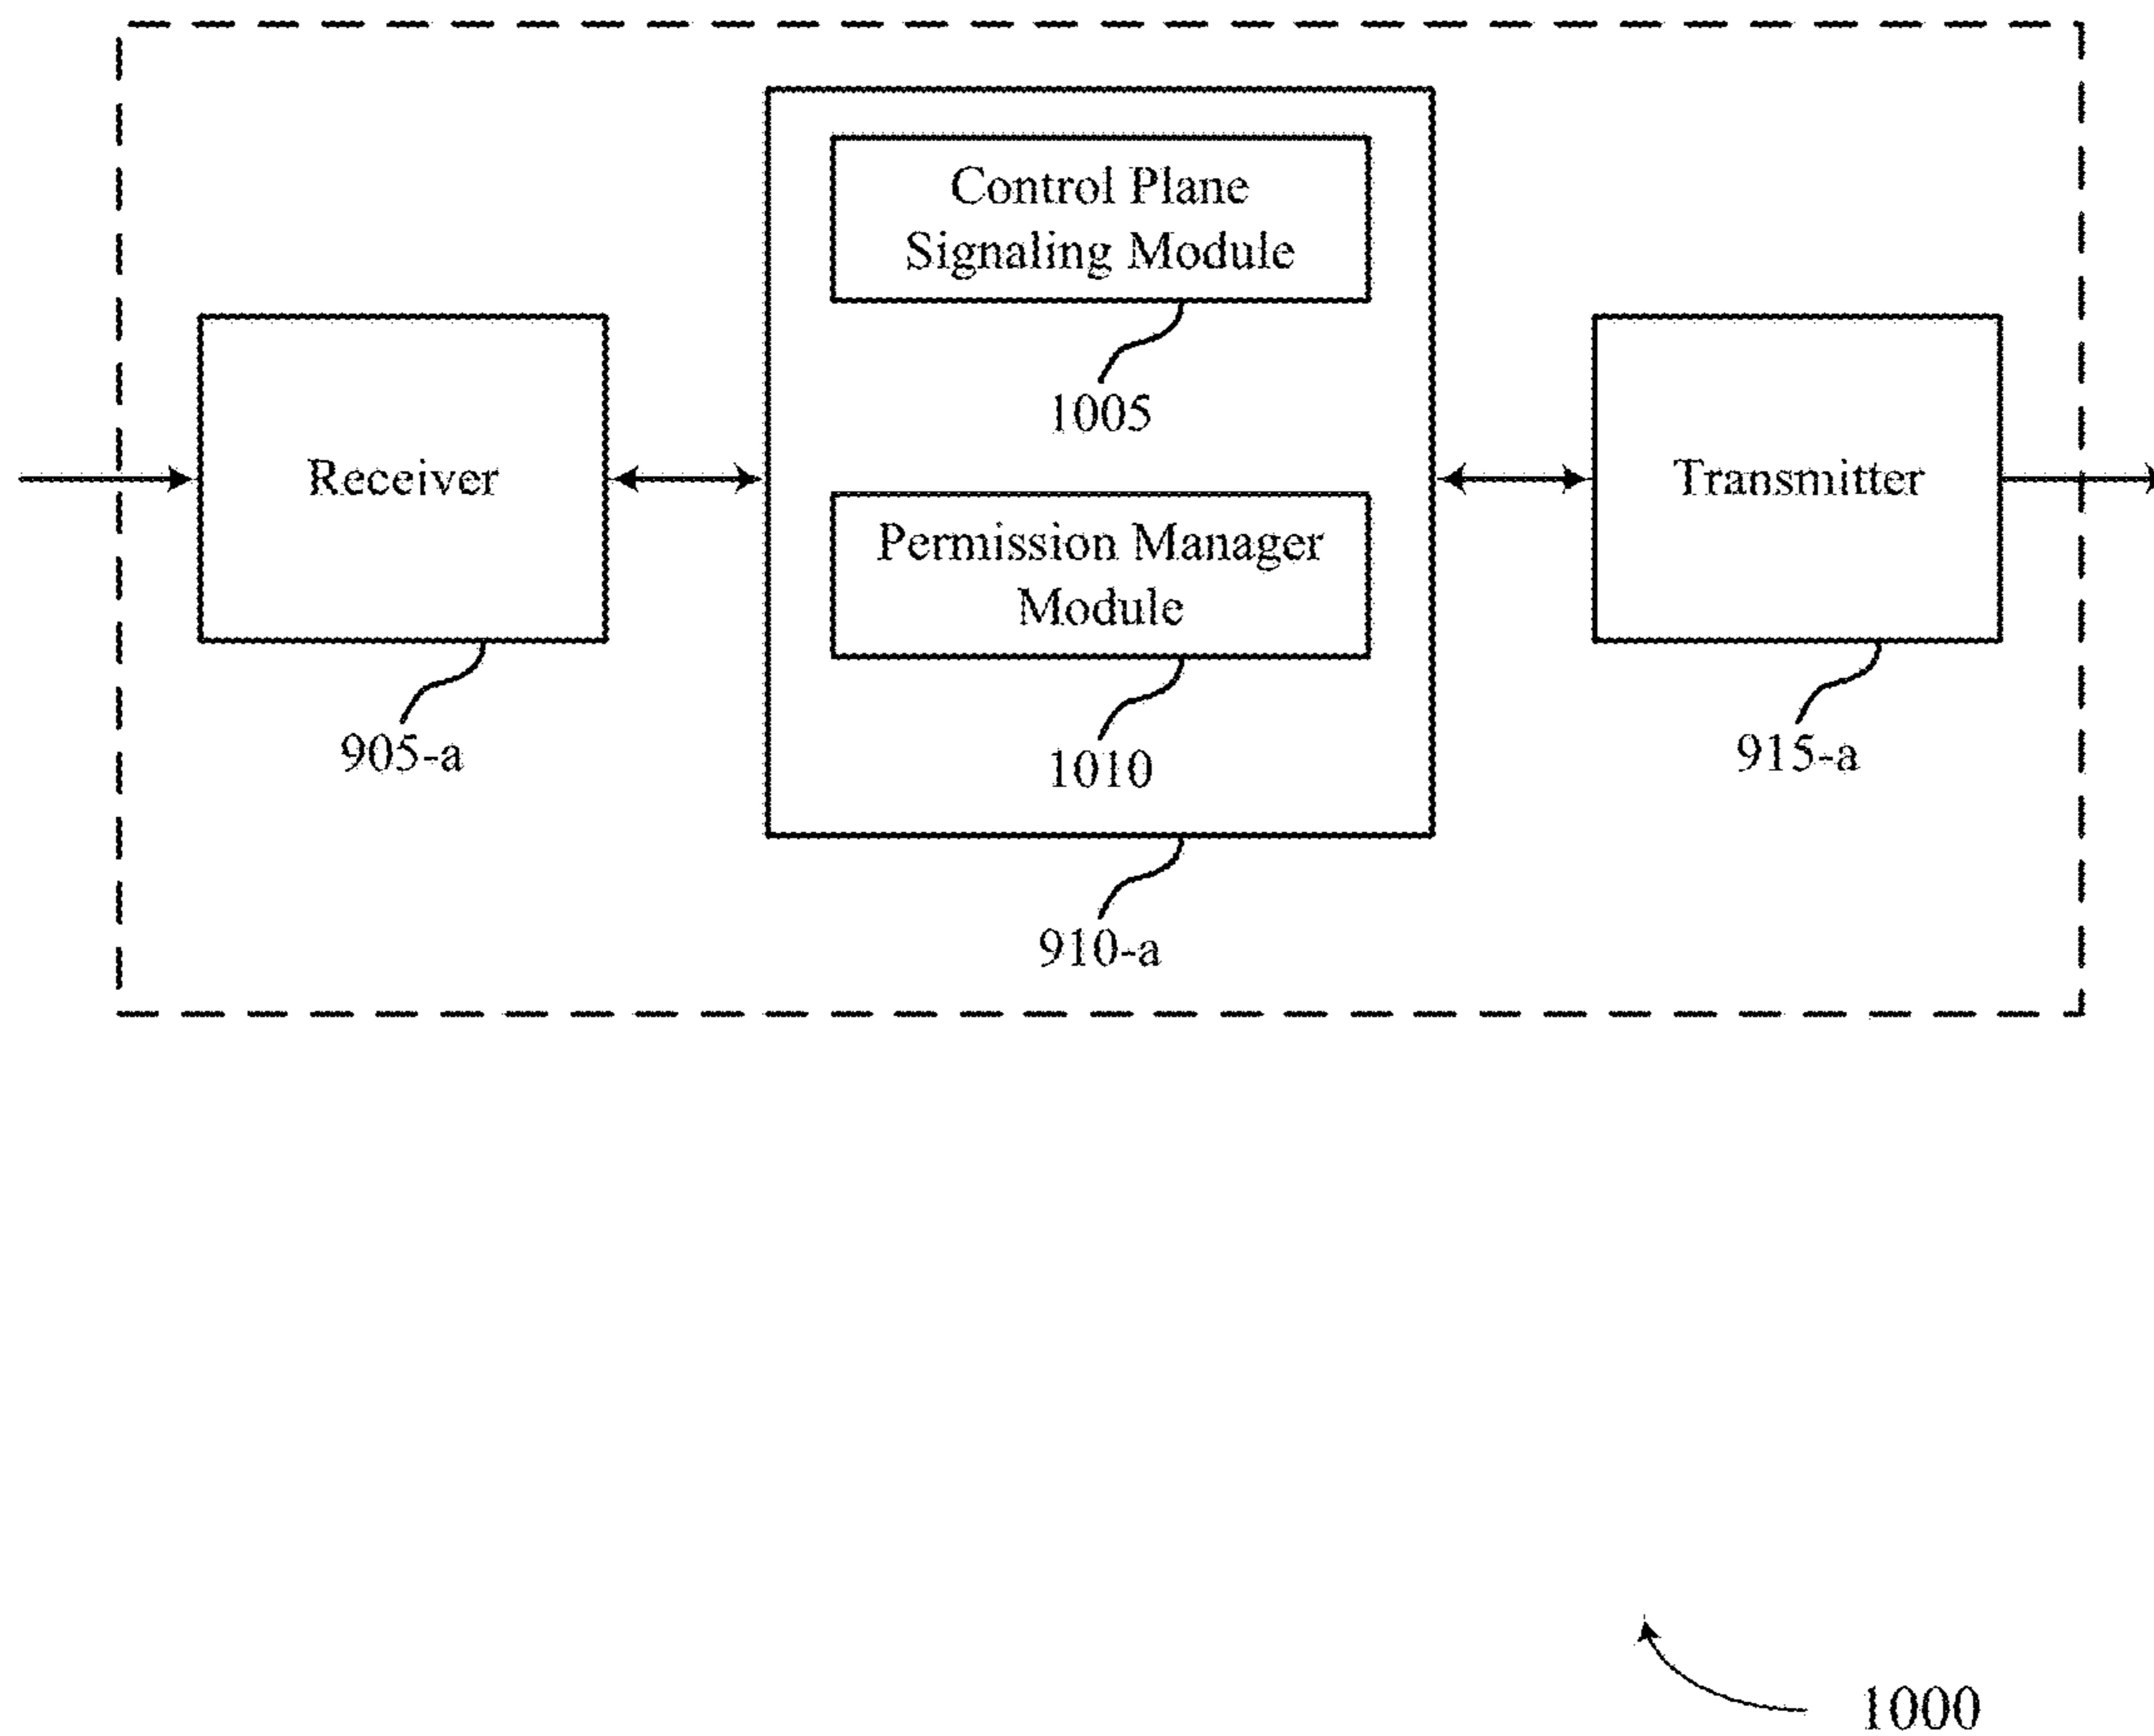 Control Plane
Signaling Module
1005
Receiver
905-a
Permission Manager
Module
1010
910-a
Transmitter
915-a
1000